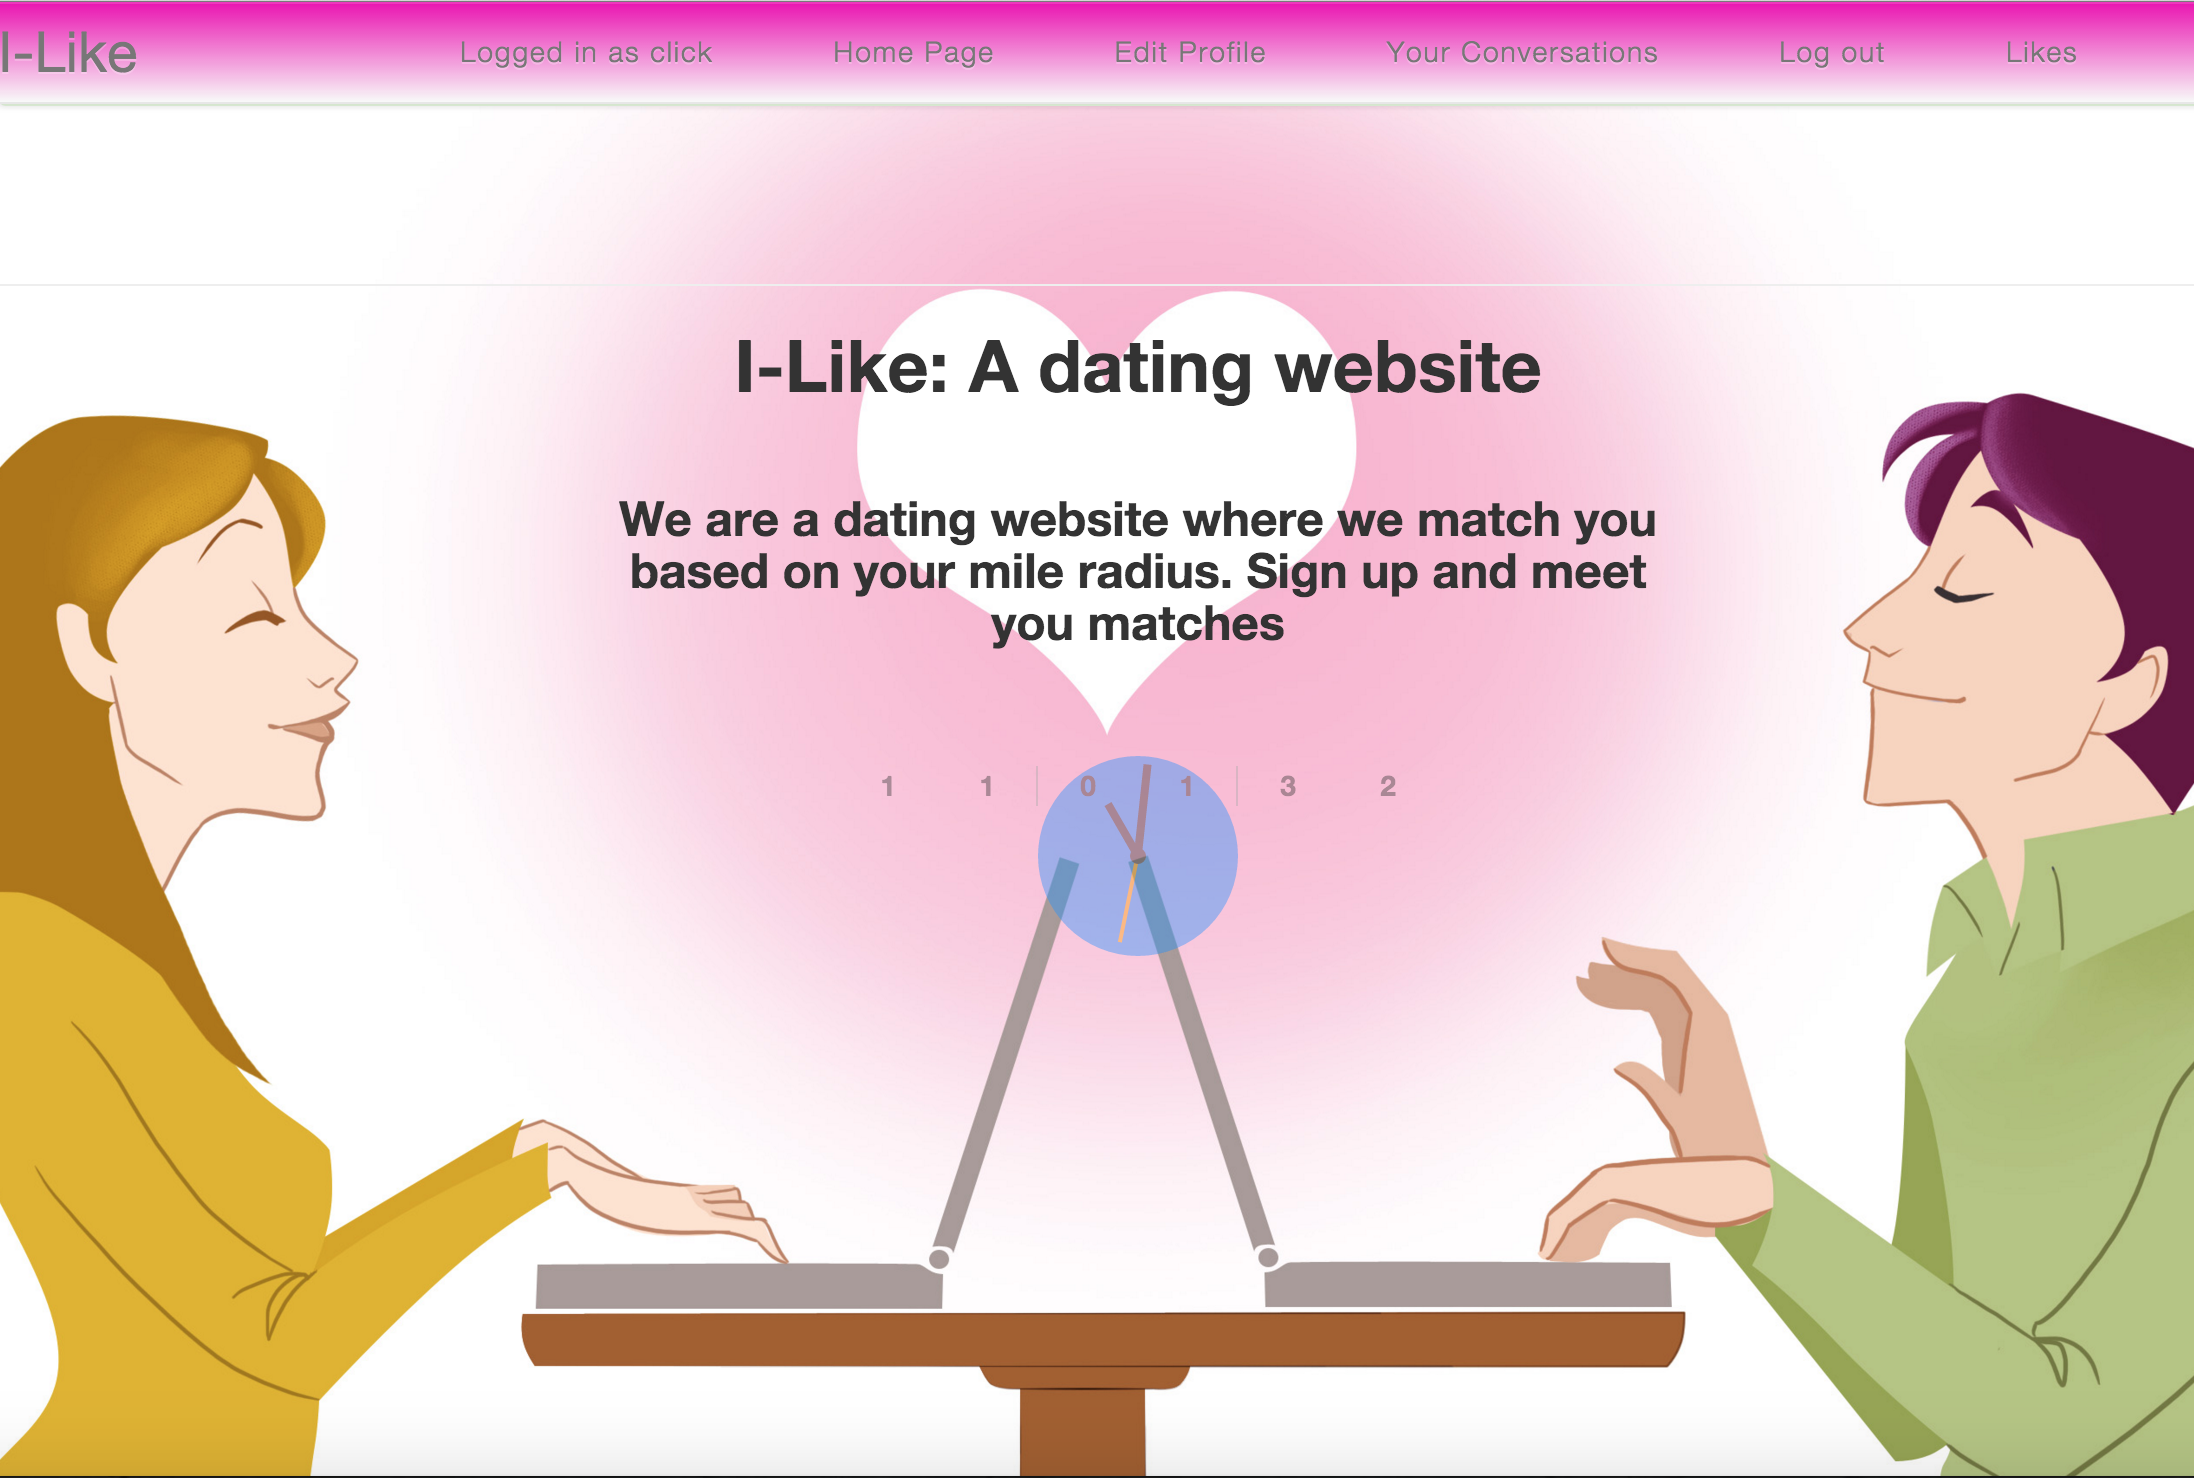 I-Like Logged in as click Home Page Edit Profile Your Conversations Log out Likes
I-Like: A dating website
We are a dating website where we match you
based on your mile radius. Sign up and meet
you matches
1 1 0 1 3 2